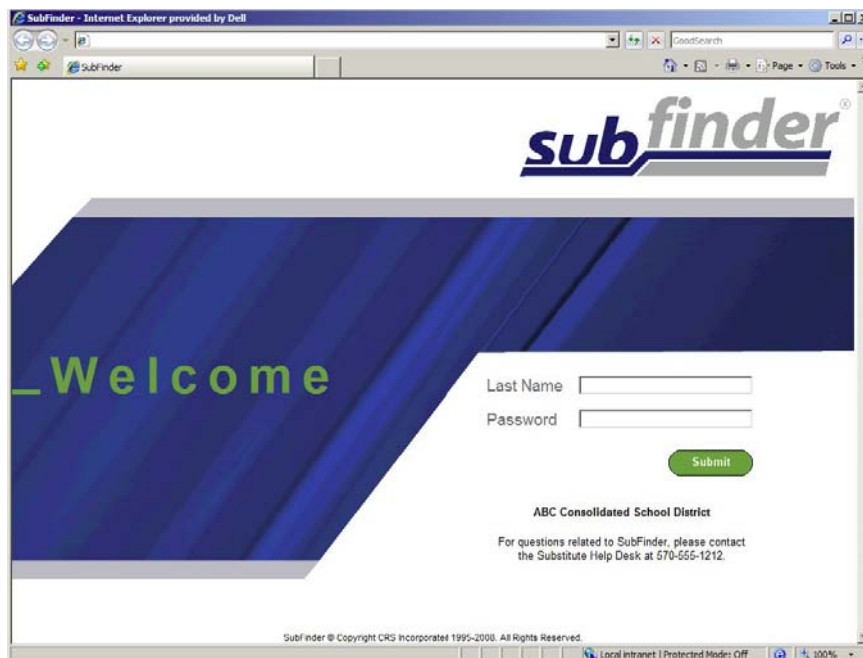 SubFinder - Internet Explorer provided by Dell
GoodSearch
SubFinder
Page
Tools
subfinder®
_Welcome
Last Name
Password
Submit
ABC Consolidated School District
For questions related to SubFinder, please contact
the Substitute Help Desk at 570-555-1212.
SubFinder © Copyright CRS Incorporated 1995-2008. All Rights Reserved.
Local intranet | Protected Mode: Off
100%